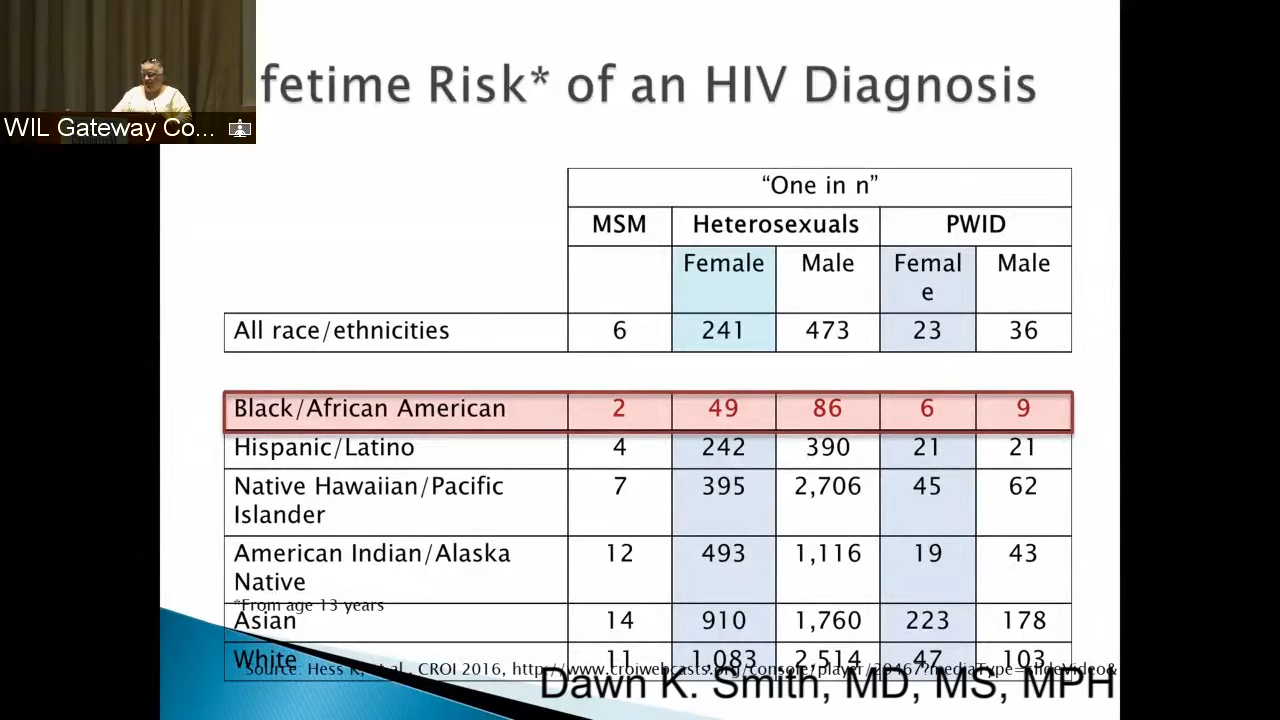 fetime Risk* of an HIV Diagnosis
WIL Gateway Co...
“One in n”
MSM Heterosexuals PWID
Female Male Femal Male
e
All race/ethnicities 6 241 473 23 36
Black/African American 2 49 86 6 9
Hispanic/Latino 4 242 390 21 21
Native Hawaiian/Pacific 7 395 2,706 45 62
Islander
American Indian/Alaska 12 493 1,116 19 43
Native
*From age 13 years
Asian 14 910 1,760 223 178
White 11 1,083 2,514 47 103
Source: Hess K, et al., CROI 2016, http://www.croiwebcasts.org/console/player/20467?mediaType=slideVideo&
Dawn K. Smith, MD, MS, MPH